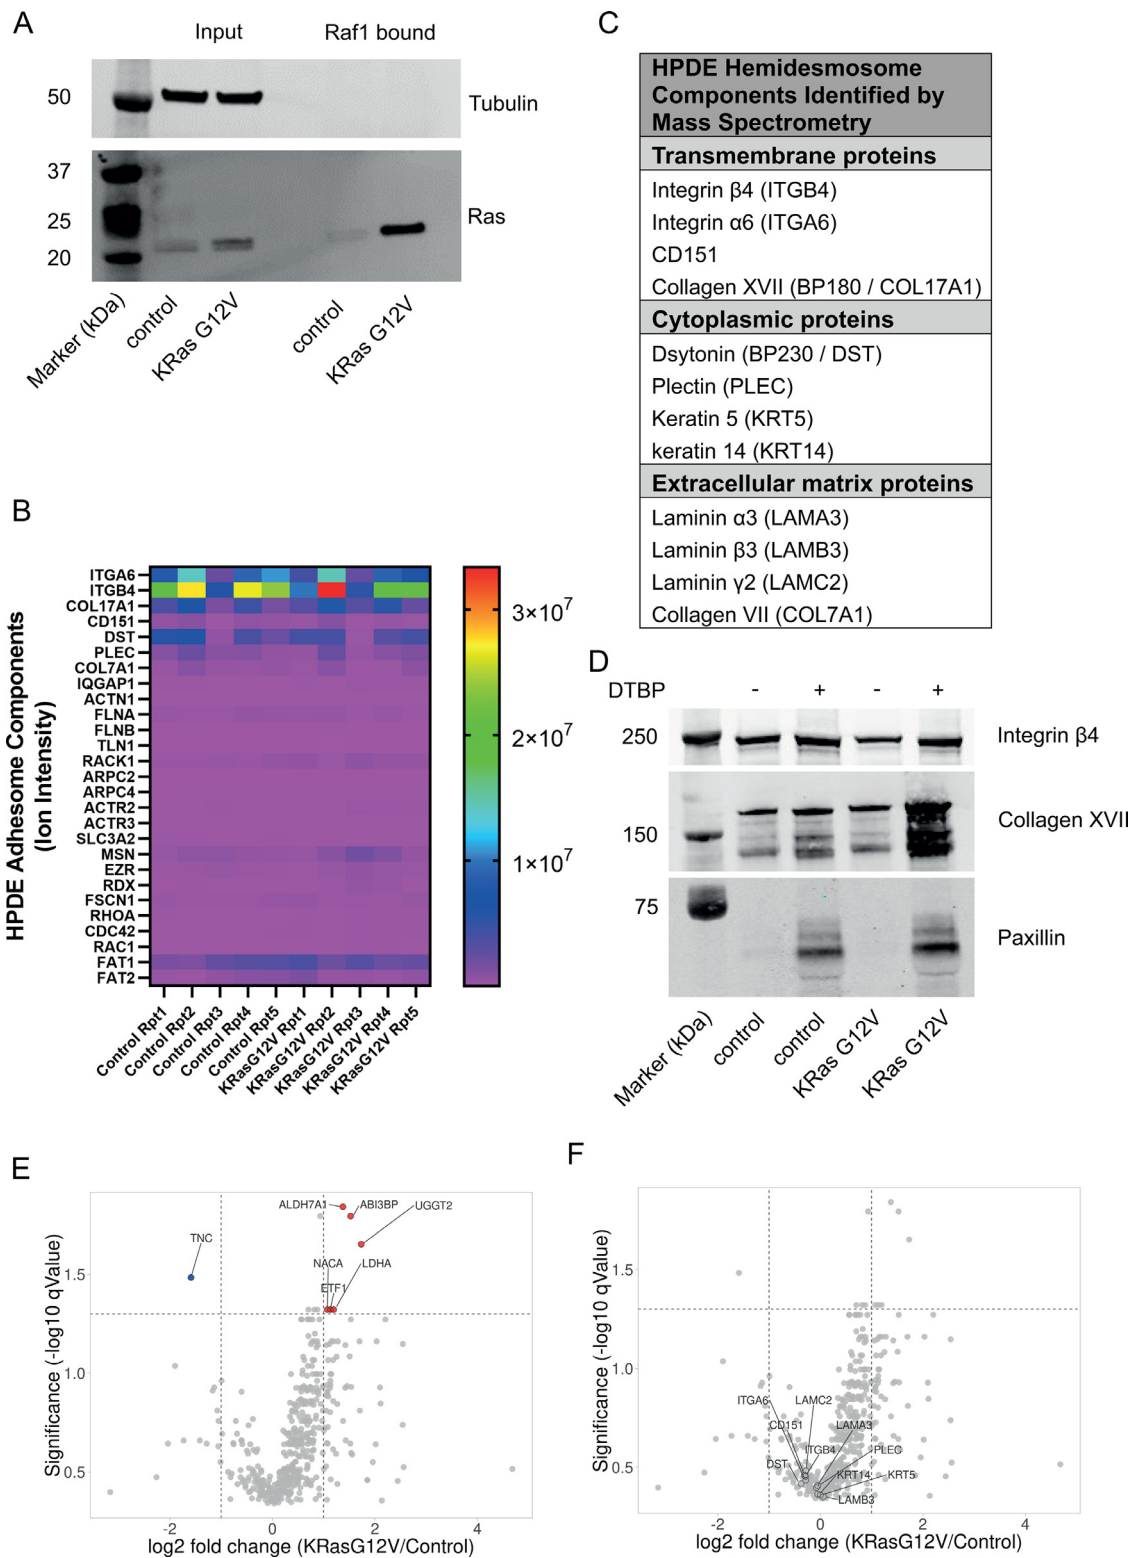 A
Input
Raf1 bound
50
Tubulin
37
25
20
Ras
Marker (kDa)
control
KRas G12V
control
KRas G12V
C
HPDE Hemidesmosome
Components Identified by
Mass Spectrometry
Transmembrane proteins
Integrin β4 (ITGB4)
Integrin α6 (ITGA6)
CD151
Collagen XVII (BP180 / COL17A1)
Cytoplasmic proteins
Dsytonin (BP230 / DST)
Plectin (PLEC)
Keratin 5 (KRT5)
keratin 14 (KRT14)
Extracellular matrix proteins
Laminin α3 (LAMA3)
Laminin β3 (LAMB3)
Laminin γ2 (LAMC2)
Collagen VII (COL7A1)
B
HPDE Adhesome Components
(Ion Intensity)
ITGA6
ITGB4
COL17A1
CD151
DST
PLEC
COL7A1
IQGAP1
ACTN1
FLNA
FLNB
TLN1
RACK1
ARPC2
ARPC4
ACTR2
ACTR3
SLC3A2
MSN
EZR
RDX
FSCN1
RHOA
CDC42
RAC1
FAT1
FAT2
3×10⁷
2×10⁷
1×10⁷
Control Rpt1
Control Rpt2
Control Rpt3
Control Rpt4
Control Rpt5
KRasG12V Rpt1
KRasG12V Rpt2
KRasG12V Rpt3
KRasG12V Rpt4
KRasG12V Rpt5
D
DTBP - + - +
250
Integrin β4
150
Collagen XVII
75
Paxillin
Marker (kDa)
control
control
KRas G12V
KRas G12V
E
Significance (-log10 qValue)
1.5
1.0
0.5
TNC
ALDH7A1
ABI3BP
UGGT2
NACA
LDHA
ETF1
-2 0 2 4
log2 fold change (KRasG12V/Control)
F
Significance (-log10 qValue)
1.5
1.0
0.5
ITGA6
LAMC2
CD151
LAMA3
ITGB4
PLEC
DST
KRT14
KRT5
LAMB3
-2 0 2 4
log2 fold change (KRasG12V/Control)